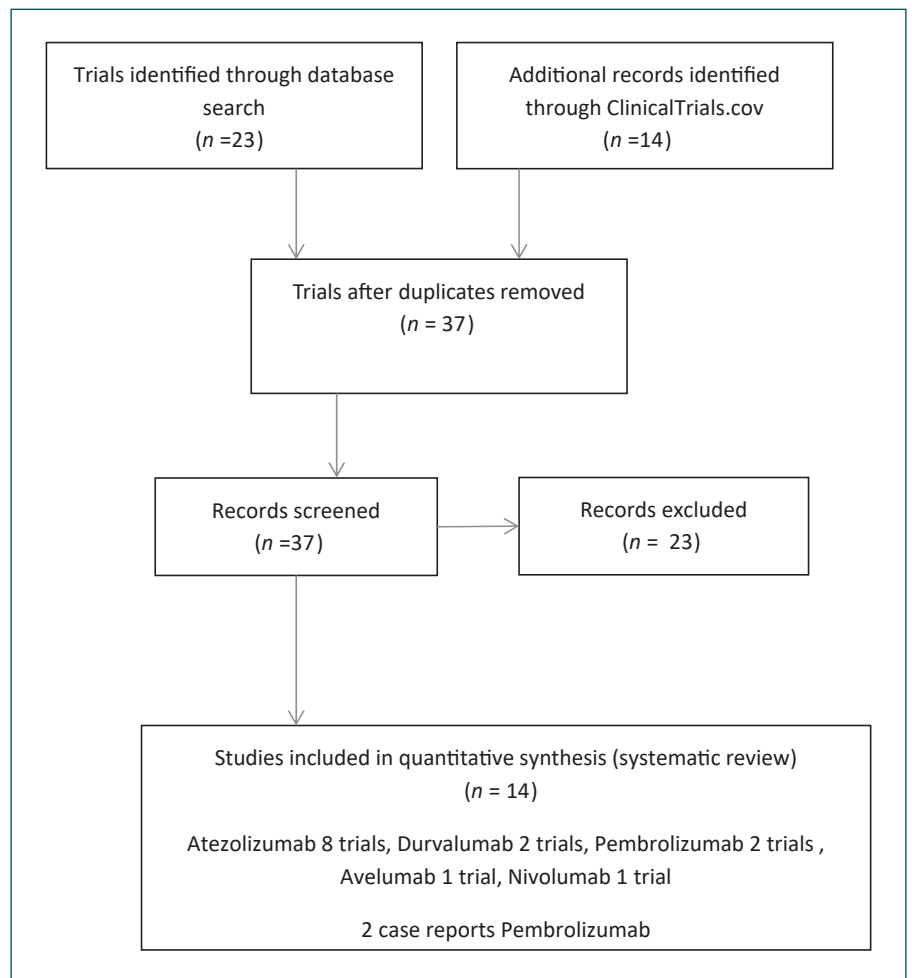 Trials identified through database
search
(n =23)
Additional records identified
through ClinicalTrials.cov
(n =14)
Trials after duplicates removed
(n = 37)
Records screened
(n =37)
Records excluded
(n =  23)
Studies included in quantitative synthesis (systematic review)
(n = 14)
Atezolizumab 8 trials, Durvalumab 2 trials, Pembrolizumab 2 trials ,
Avelumab 1 trial, Nivolumab 1 trial
2 case reports Pembrolizumab